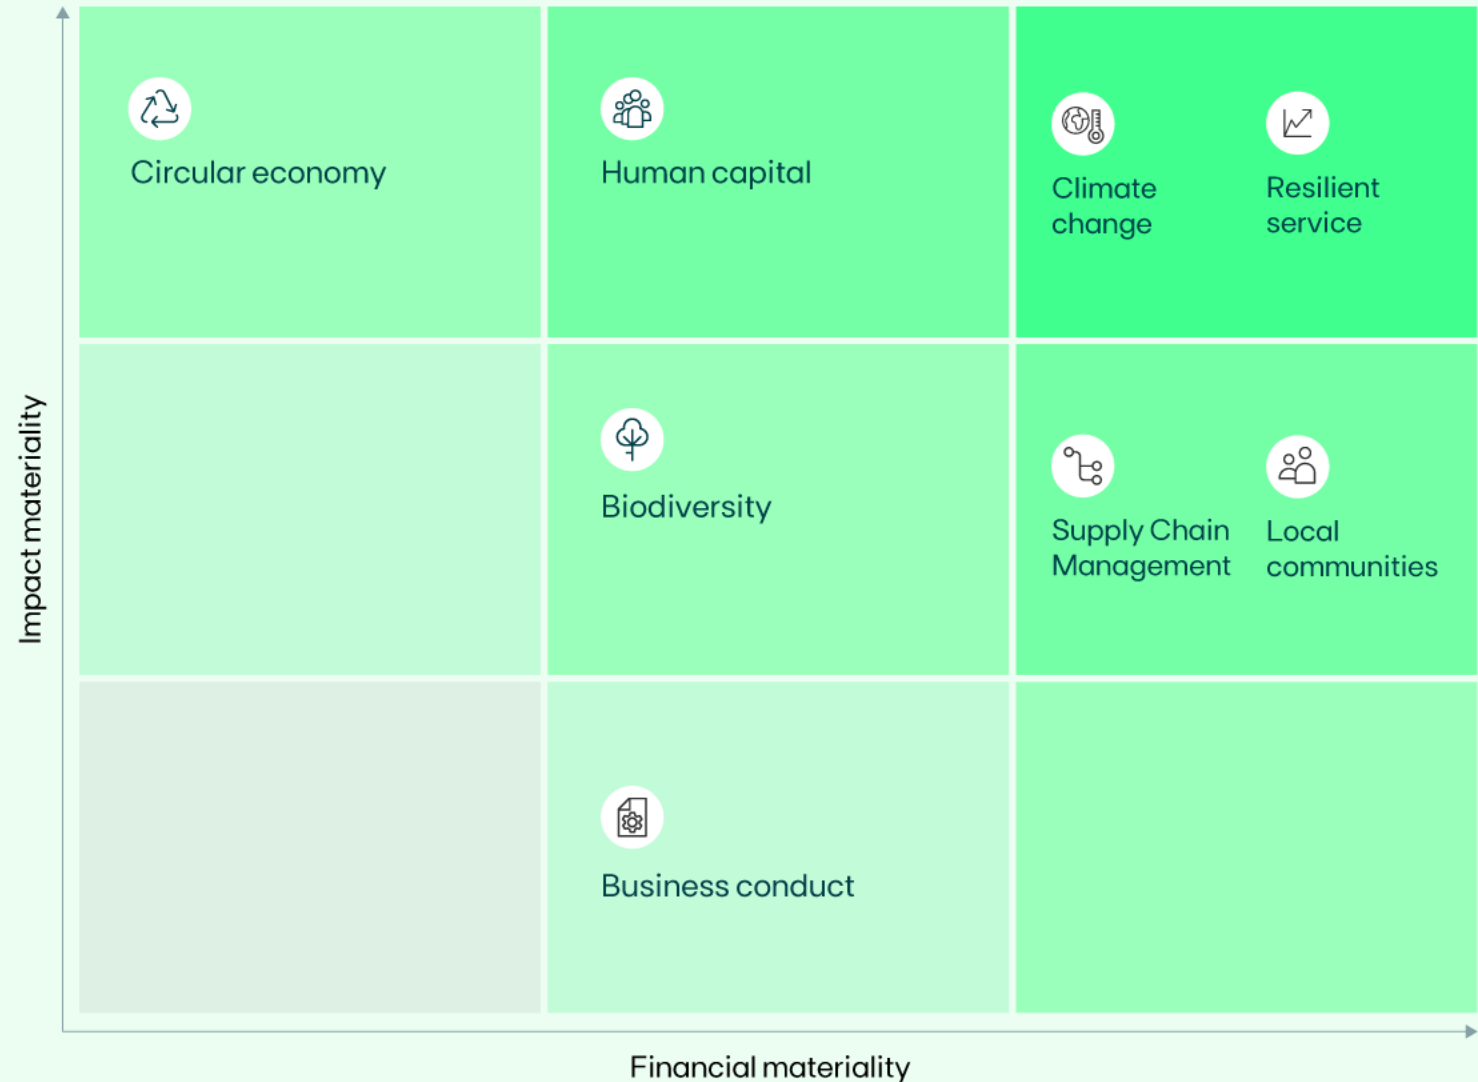 Circular economy
Human capital
Climate
change
Resilient
service
Impact materiality
Biodiversity
Supply Chain
Management
Local
communities
Business conduct
Financial materiality